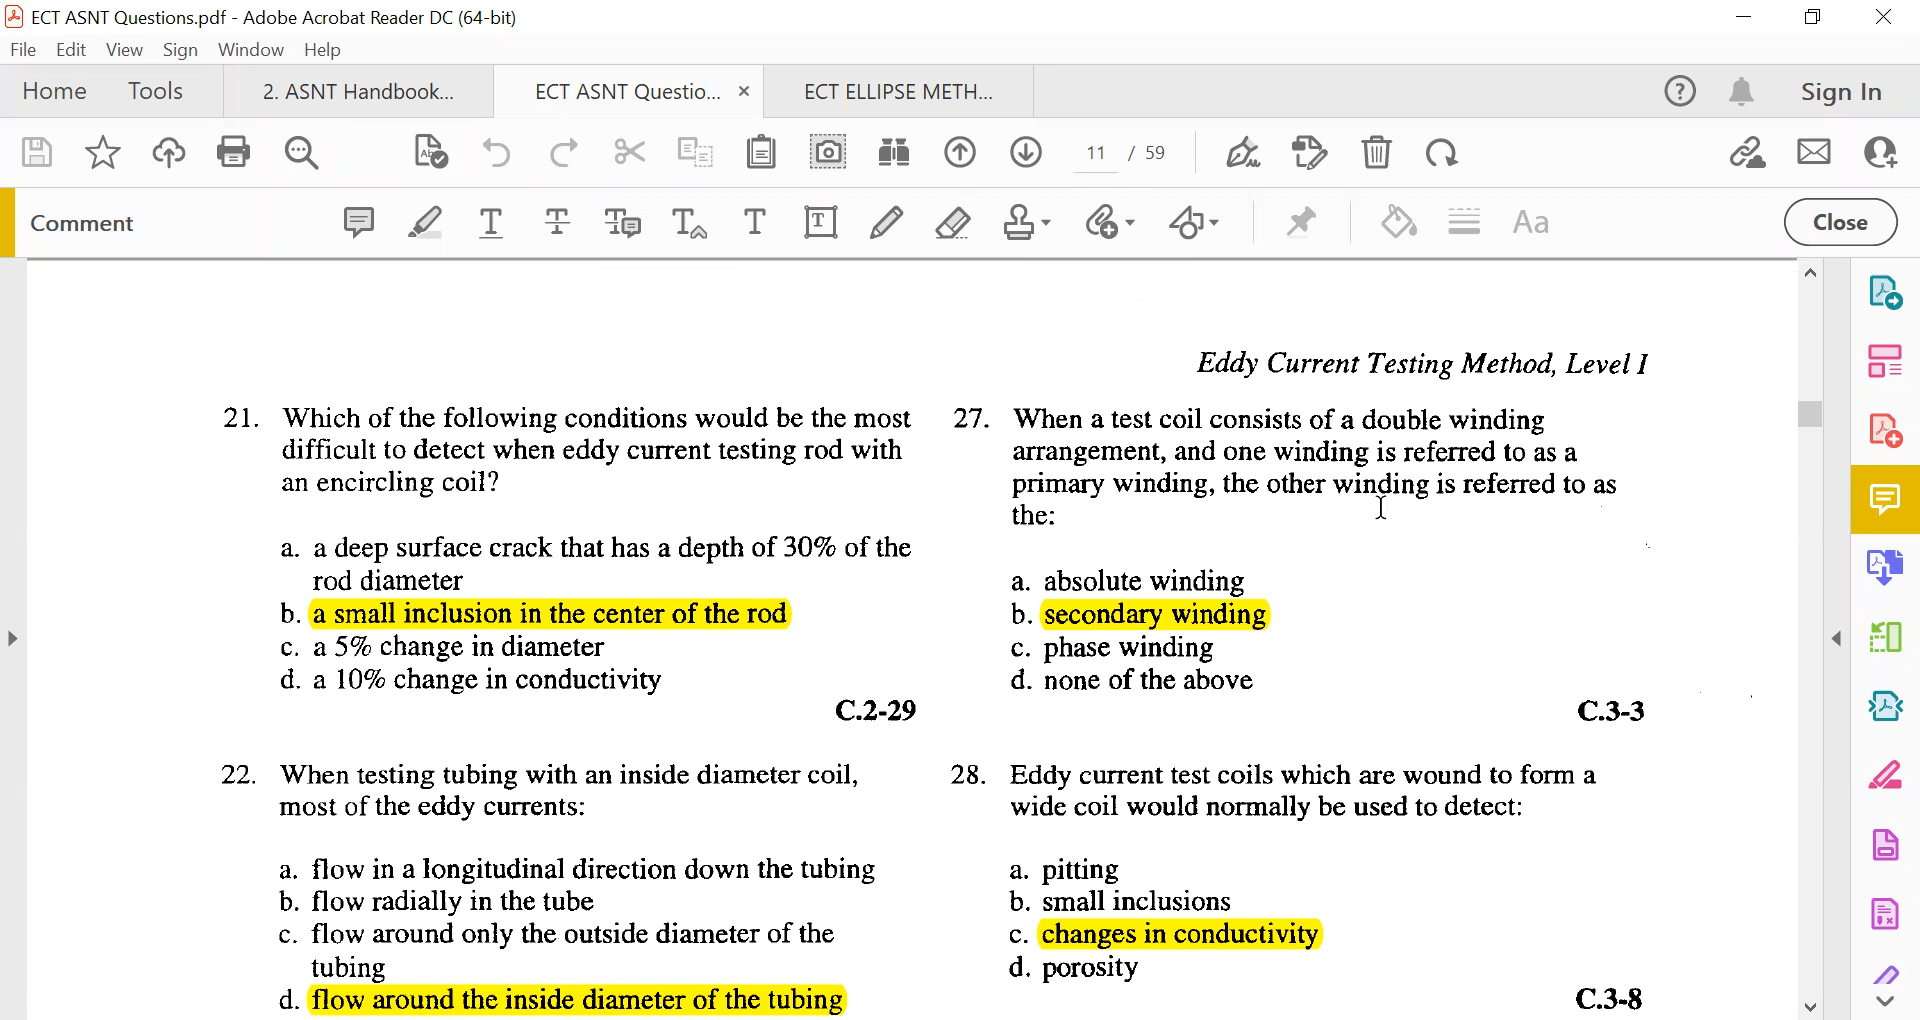 ECT ASNT Questions.pdf - Adobe Acrobat Reader DC (64-bit)
File Edit View Sign Window Help
Home Tools 2. ASNT Handbook... ECT ASNT Questio... × ECT ELLIPSE METH... Sign In
11 / 59
Comment Close
Eddy Current Testing Method, Level I
21. Which of the following conditions would be the most
difficult to detect when eddy current testing rod with
an encircling coil?
a. a deep surface crack that has a depth of 30% of the
rod diameter
b. a small inclusion in the center of the rod
c. a 5% change in diameter
d. a 10% change in conductivity
C.2-29
22. When testing tubing with an inside diameter coil,
most of the eddy currents:
a. flow in a longitudinal direction down the tubing
b. flow radially in the tube
c. flow around only the outside diameter of the
tubing
d. flow around the inside diameter of the tubing
27. When a test coil consists of a double winding
arrangement, and one winding is referred to as a
primary winding, the other winding is referred to as
the:
a. absolute winding
b. secondary winding
c. phase winding
d. none of the above
C.3-3
28. Eddy current test coils which are wound to form a
wide coil would normally be used to detect:
a. pitting
b. small inclusions
c. changes in conductivity
d. porosity
C.3-8